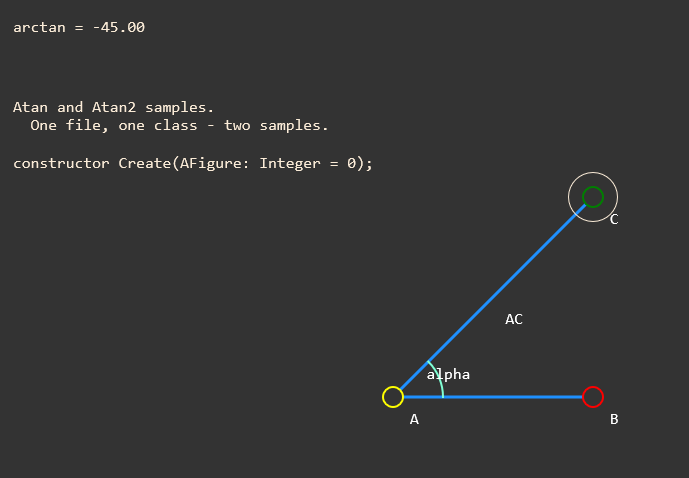 arctan = -45.00
Atan and Atan2 samples.
One file, one class - two samples.
constructor Create(AFigure: Integer = 0);
C
AC
alpha
A
B